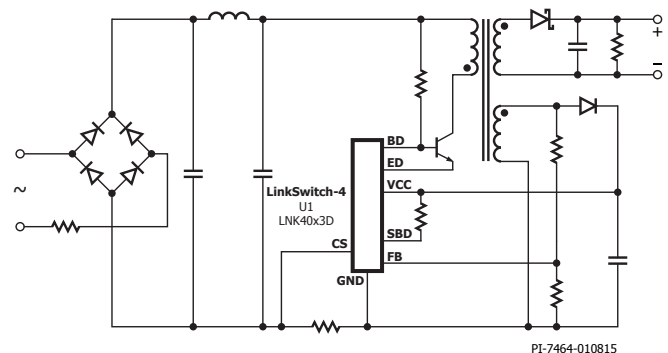 +
−
BD
ED
LinkSwitch-4
U1
LNK40x3D
VCC
~
SBD
CS
FB
GND
PI-7464-010815